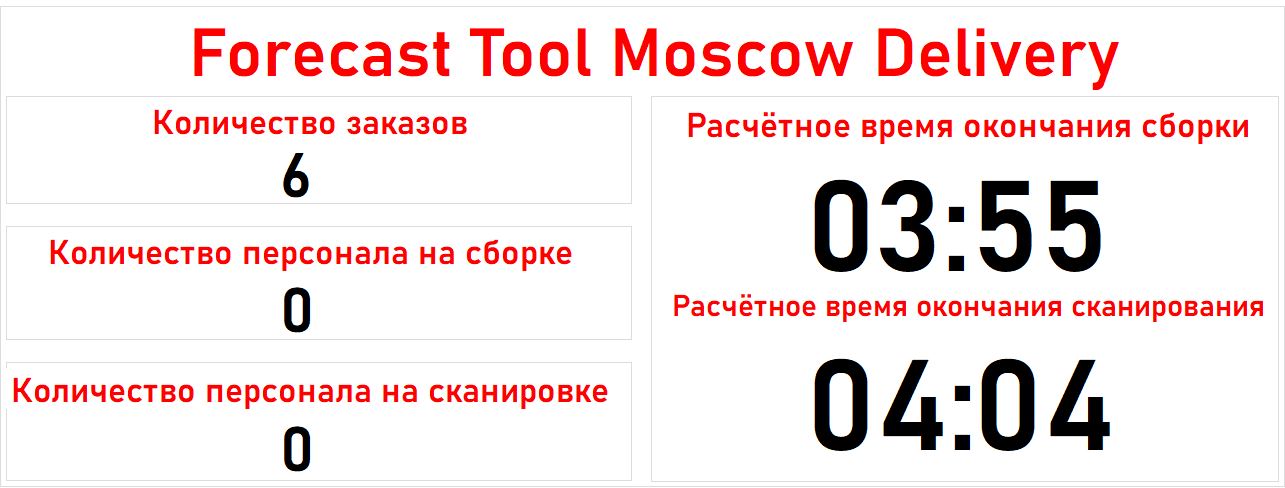 Forecast Tool Moscow Delivery
Количество заказов
6
Количество персонала на сборке
0
Количество персонала на сканировке
0
Расчётное время окончания сборки
03:55
Расчётное время окончания сканирования
04:04